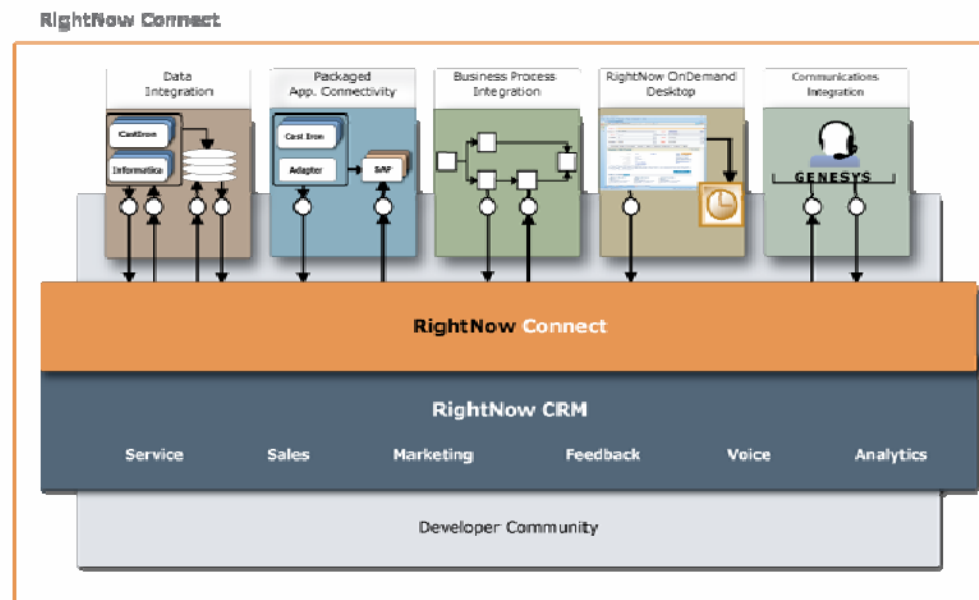 RightNow Connect
Data
Integration
Packaged
App. Connectivity
Business Process
Integration
RightNow OnDemand
Desktop
Communications
Integration
CastIron
Informatica
Cast Iron
Adapter
SAP
GENESYS
RightNow Connect
RightNow CRM
Service
Sales
Marketing
Feedback
Voice
Analytics
Developer Community